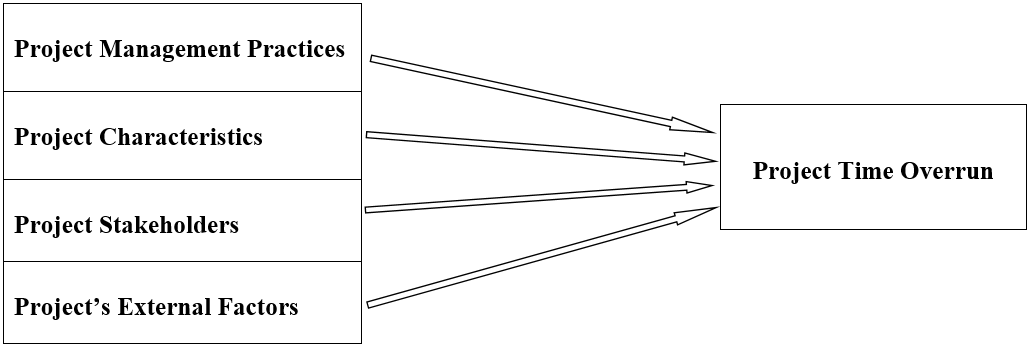 Project Management Practices
Project Characteristics
Project Stakeholders
Project’s External Factors
Project Time Overrun